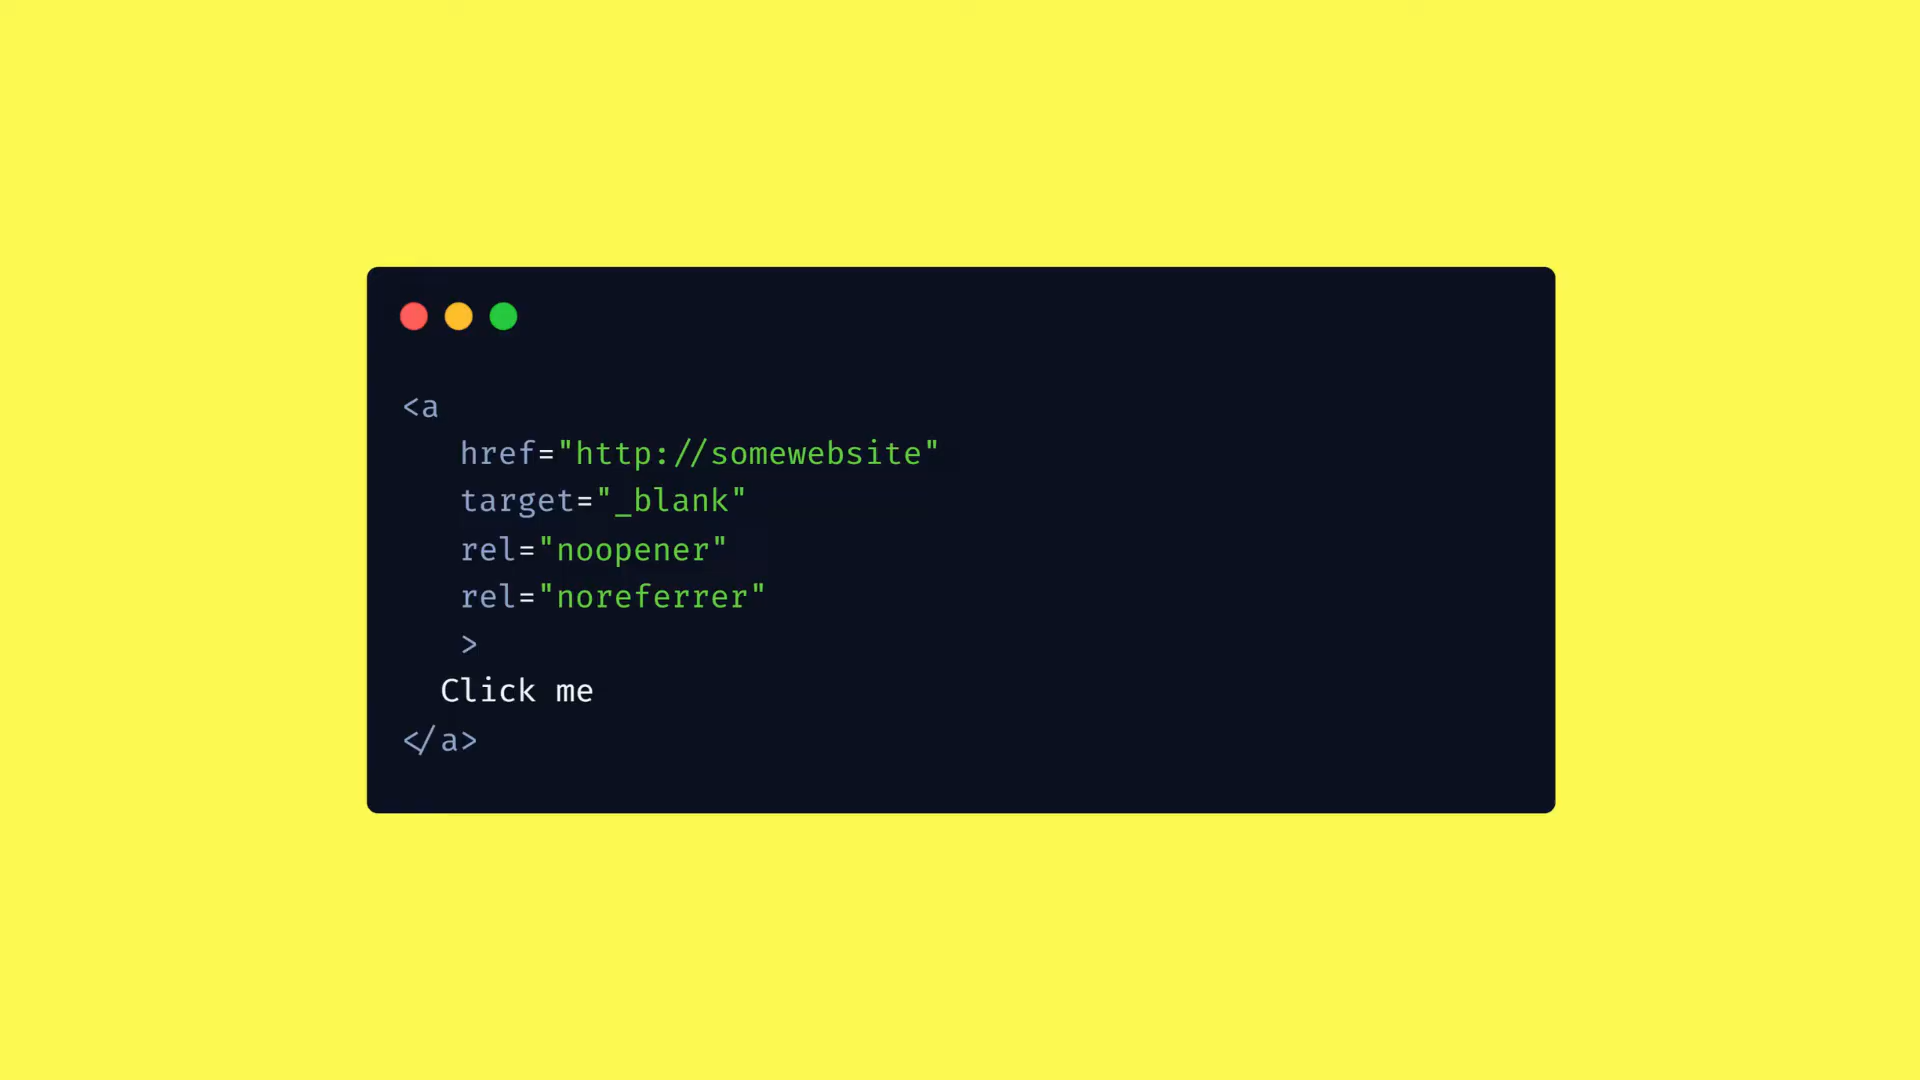 <a
href="http://somewebsite"
target="_blank"
rel="noopener"
rel="noreferrer"
>
Click me
</a>